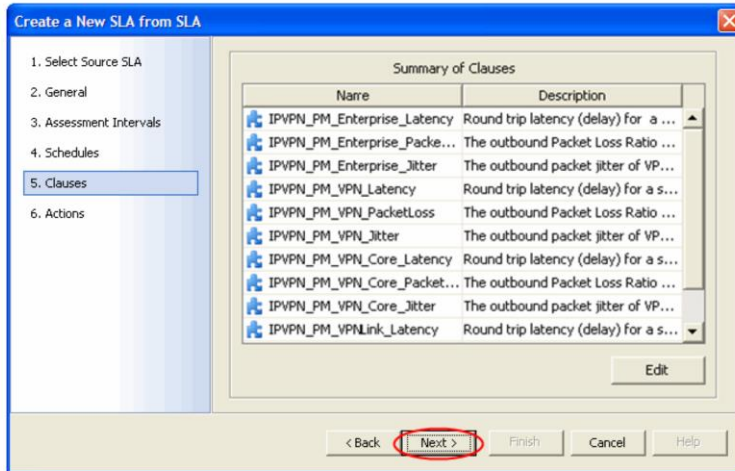 Create a New SLA from SLA
1. Select Source SLA
2. General
3. Assessment Intervals
4. Schedules
5. Clauses
6. Actions
Summary of Clauses
Name Description
IPVPN_PM_Enterprise_Latency Round trip latency (delay) for a ...
IPVPN_PM_Enterprise_Packe... The outbound Packet Loss Ratio ...
IPVPN_PM_Enterprise_Jitter The outbound Packet jitter of VP...
IPVPN_PM_VPN_Latency Round trip latency (delay) for a s...
IPVPN_PM_VPN_PacketLoss The outbound Packet Loss Ratio ...
IPVPN_PM_VPN_Jitter The outbound packet jitter of VP...
IPVPN_PM_VPN_Core_Latency Round trip latency (delay) for a s...
IPVPN_PM_VPN_Core_Packet... The outbound Packet Loss Ratio ...
IPVPN_PM_VPN_Core_Jitter The outbound packet jitter of VP...
IPVPN_PM_VPNLink_Latency Round trip latency (delay) for a s...
Edit
< Back Next > Finish Cancel Help